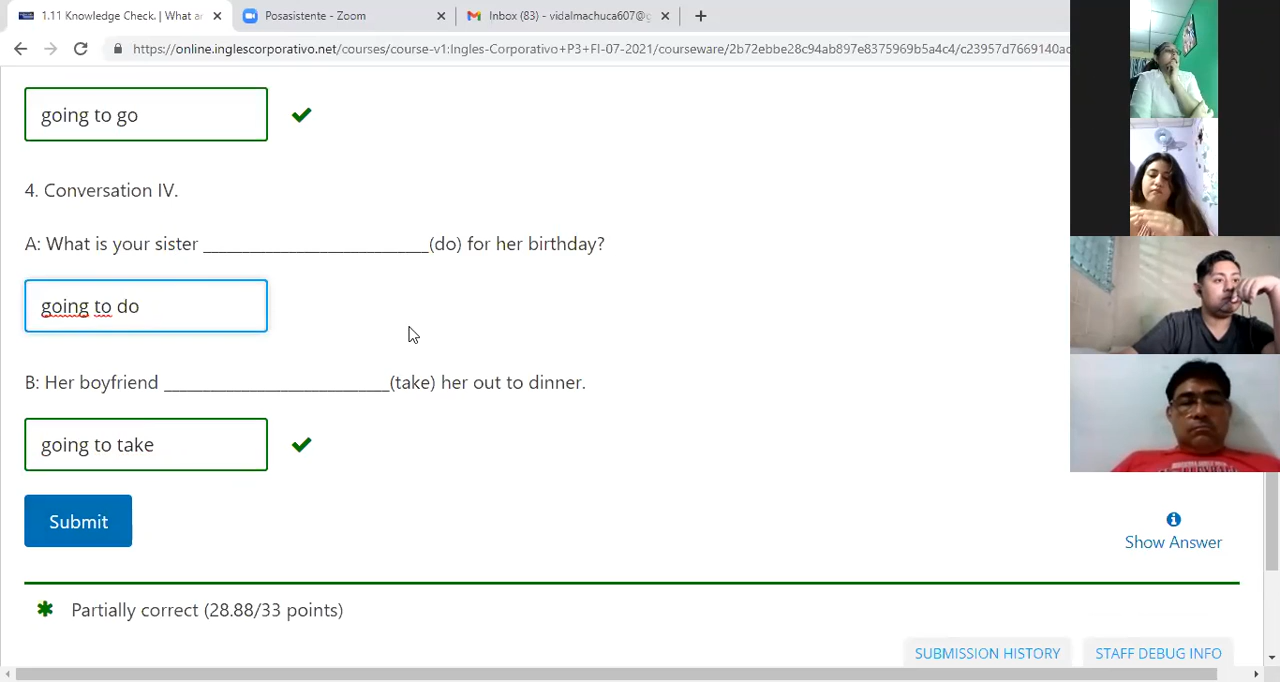 1.11 Knowledge Check. | What ar
Posasistente - Zoom
Inbox (83) - vidalmachuca607@g
https://online.inglescorporativo.net/courses/course-v1:Ingles-Corporativo+P3+FI-07-2021/courseware/2b72ebbe28c94ab897e8375969b5a4c4/c23957d7669140ac
going to go
4. Conversation IV.
A: What is your sister _________________________(do) for her birthday?
going to do
B: Her boyfriend _________________________(take) her out to dinner.
going to take
Submit
Show Answer
Partially correct (28.88/33 points)
SUBMISSION HISTORY
STAFF DEBUG INFO